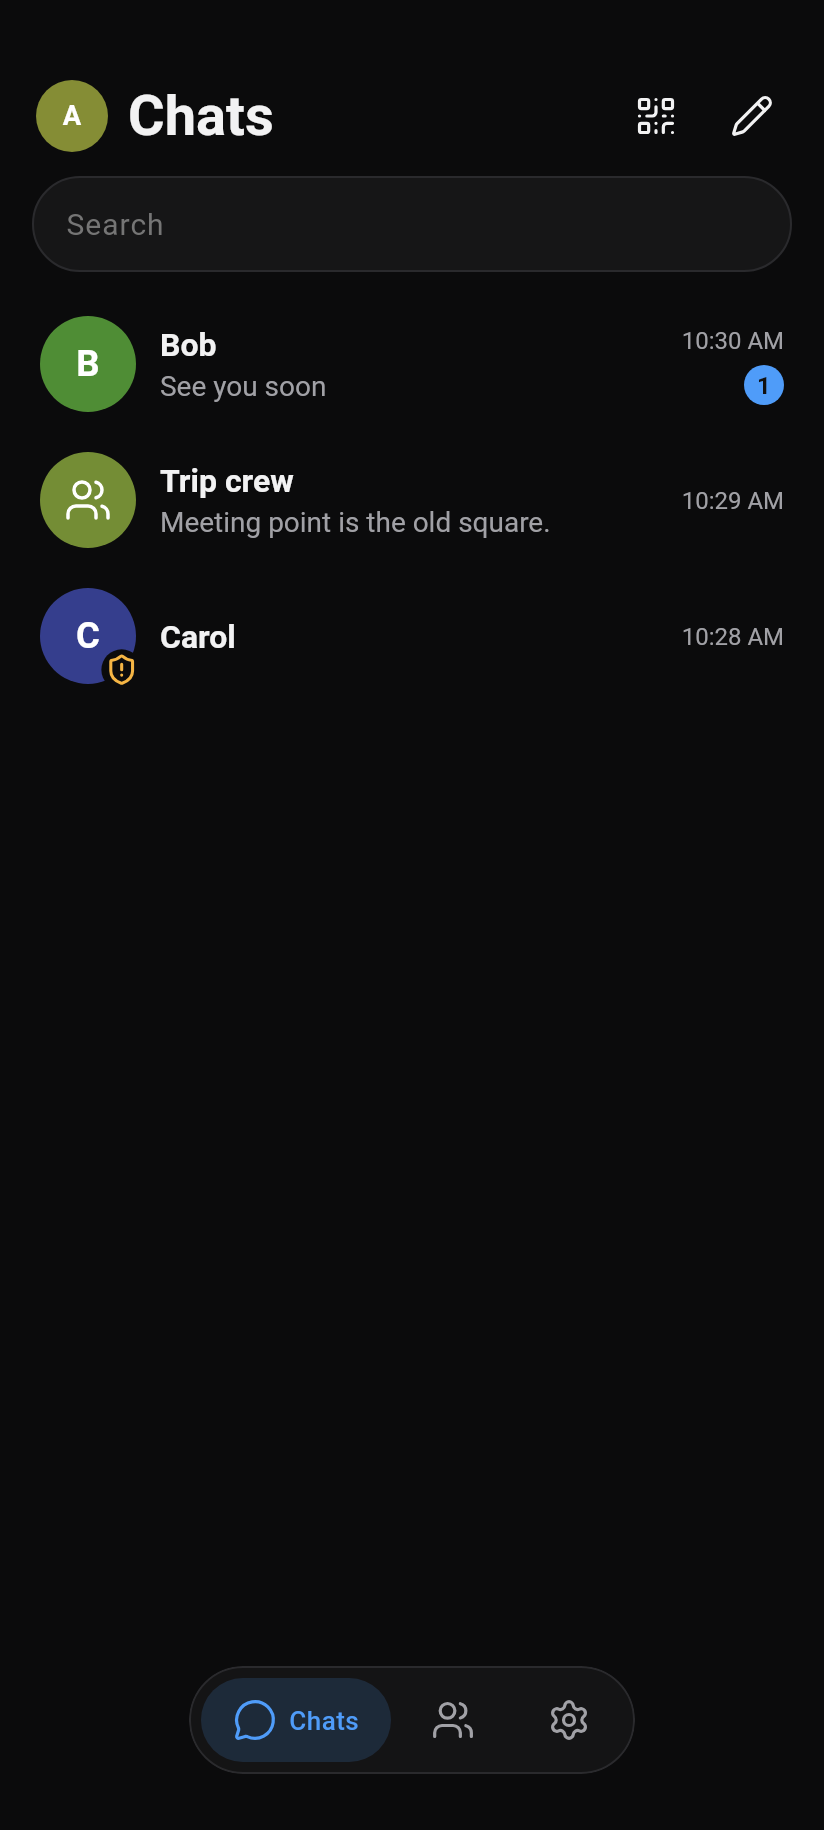 A
Chats
Search
B
Bob
10:30 AM
See you soon
1
Trip crew
Meeting point is the old square.
10:29 AM
C
Carol
10:28 AM
Chats